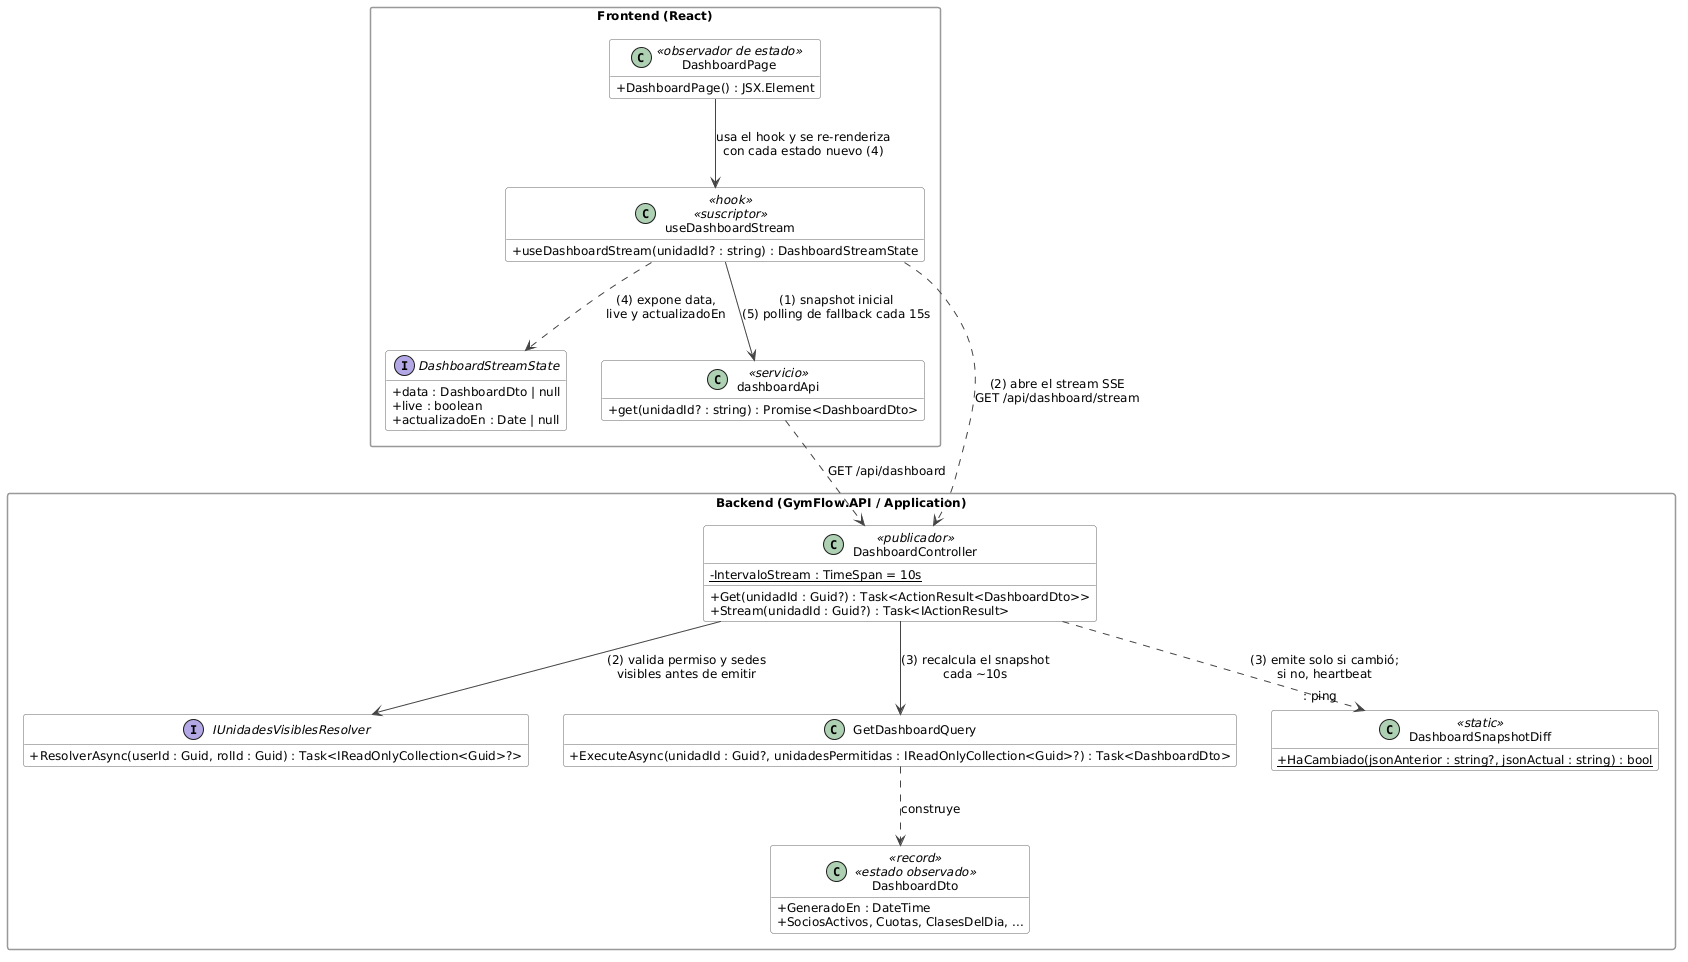 Frontend (React)
C
«observador de estado»
DashboardPage
+DashboardPage() : JSX.Element
usa el hook y se re-renderiza
con cada estado nuevo (4)
C
«hook»
«suscriptor»
useDashboardStream
+useDashboardStream(unidadId? : string) : DashboardStreamState
(4) expone data,
live y actualizadoEn
(1) snapshot inicial
(5) polling de fallback cada 15s
(2) abre el stream SSE
GET /api/dashboard/stream
I
DashboardStreamState
+data : DashboardDto | null
+live : boolean
+actualizadoEn : Date | null
C
«servicio»
dashboardApi
+get(unidadId? : string) : Promise<DashboardDto>
GET /api/dashboard
Backend (GymFlow.API / Application)
C
«publicador»
DashboardController
-IntervaloStream : TimeSpan = 10s
+Get(unidadId : Guid?) : Task<ActionResult<DashboardDto>>
+Stream(unidadId : Guid?) : Task<IActionResult>
(2) valida permiso y sedes
visibles antes de emitir
(3) recalcula el snapshot
cada ~10s
(3) emite solo si cambió;
si no, heartbeat
: ping
I
IUnidadesVisiblesResolver
+ResolverAsync(userId : Guid, rolId : Guid) : Task<IReadOnlyCollection<Guid>?>
C
GetDashboardQuery
+ExecuteAsync(unidadId : Guid?, unidadesPermitidas : IReadOnlyCollection<Guid>?) : Task<DashboardDto>
C
«static»
DashboardSnapshotDiff
+HaCambiado(jsonAnterior : string?, jsonActual : string) : bool
construye
C
«record»
«estado observado»
DashboardDto
+GeneradoEn : DateTime
+SociosActivos, Cuotas, ClasesDelDia, ...